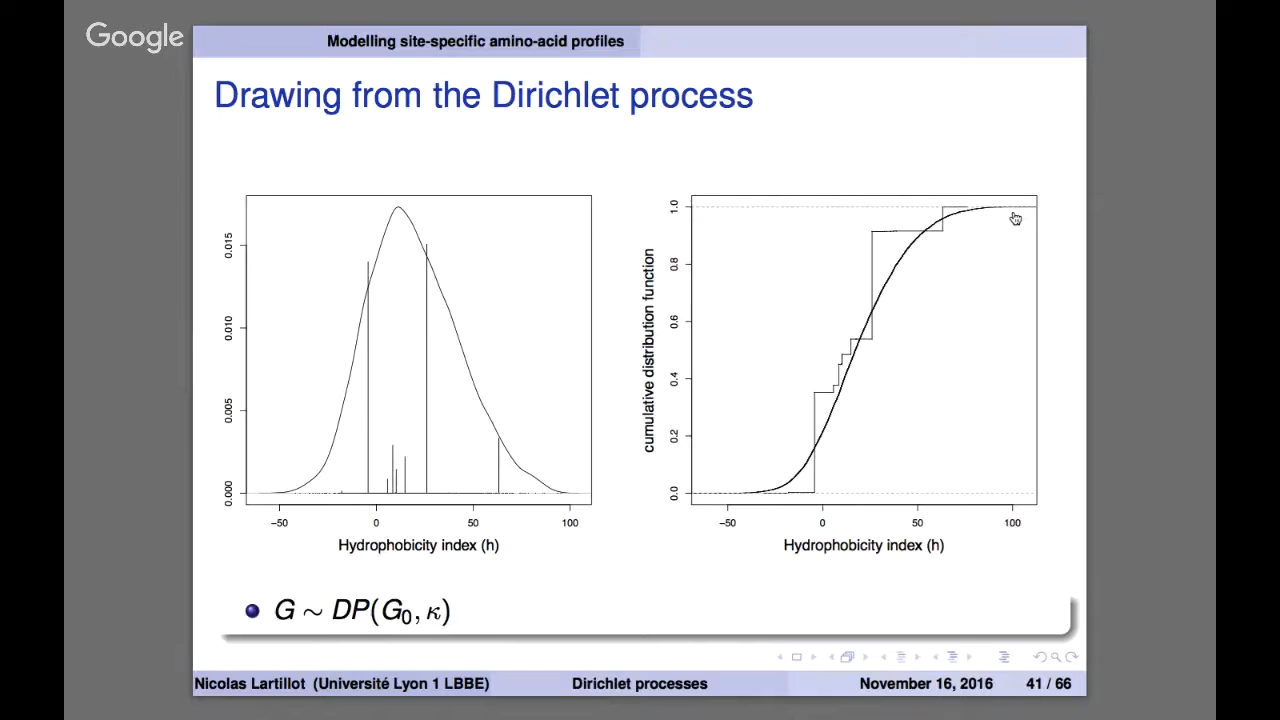 Google
Modelling site-specific amino-acid profiles
Drawing from the Dirichlet process
0.015
0.010
0.005
0.000
−50 0 50 100
Hydrophobicity index (h)
cumulative distribution function
1.0
0.8
0.6
0.4
0.2
0.0
−50 0 50 100
Hydrophobicity index (h)
G ∼ DP(G₀, κ)
Nicolas Lartillot (Université Lyon 1 LBBE) Dirichlet processes November 16, 2016 41 / 66